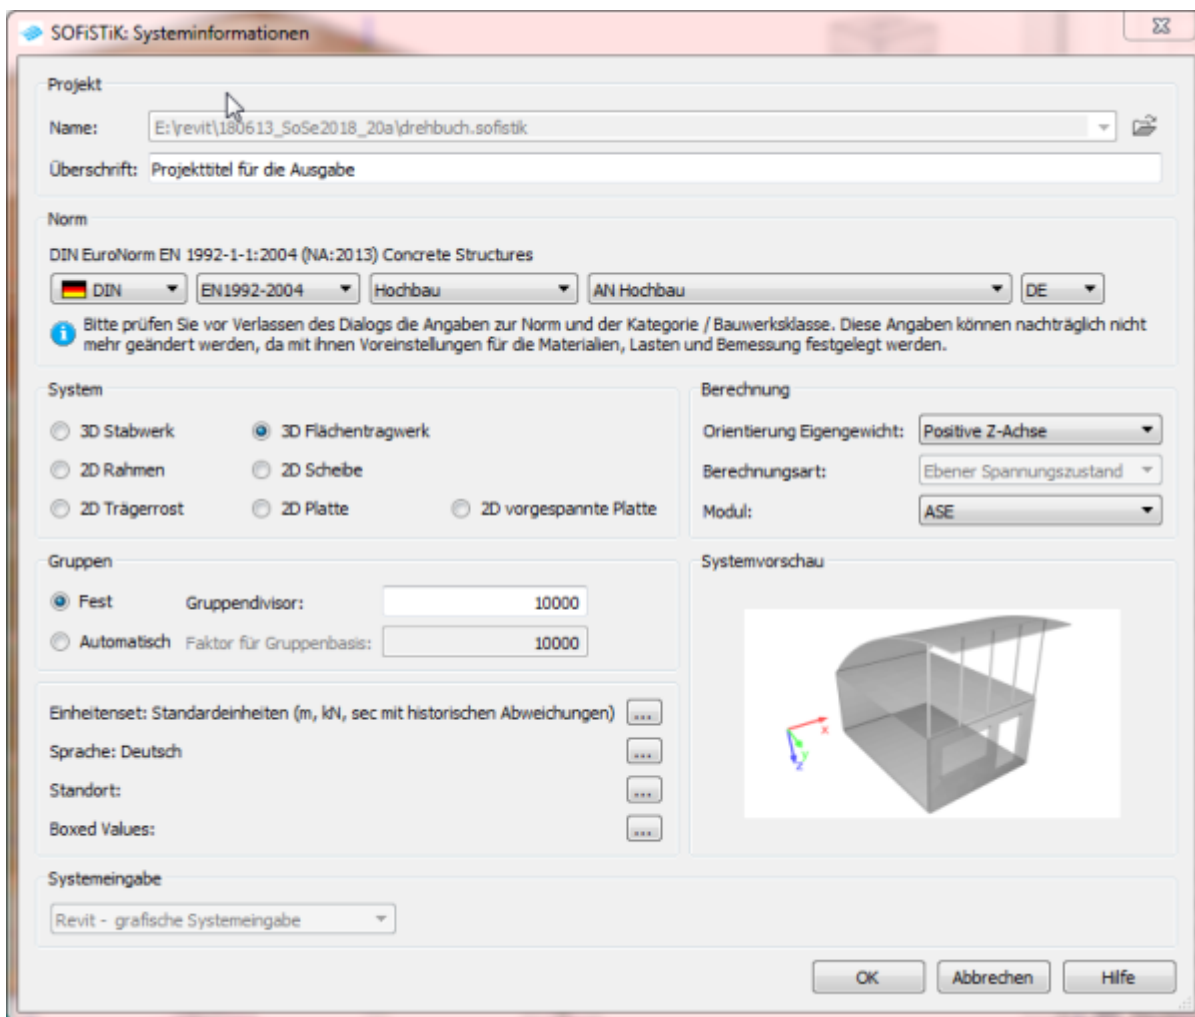 SOFiSTiK: Systeminformationen
Projekt
Name: E:\revit\180613_SoSe2018_20a\drehbuch.sofistik
Überschrift: Projekttitel für die Ausgabe
Norm
DIN EuroNorm EN 1992-1-1:2004 (NA:2013) Concrete Structures
DIN EN1992-2004 Hochbau AN Hochbau DE
Bitte prüfen Sie vor Verlassen des Dialogs die Angaben zur Norm und der Kategorie / Bauwerksklasse. Diese Angaben können nachträglich nicht
mehr geändert werden, da mit ihnen Voreinstellungen für die Materialien, Lasten und Bemessung festgelegt werden.
System
3D Stabwerk 3D Flächentragwerk
2D Rahmen 2D Scheibe
2D Trägerrost 2D Platte 2D vorgespannte Platte
Berechnung
Orientierung Eigengewicht: Positive Z-Achse
Berechnungsart: Ebener Spannungszustand
Modul: ASE
Gruppen
Fest Gruppendivisor: 10000
Automatisch Faktor für Gruppenbasis: 10000
Systemvorschau
X
Y
Z
Einheitenset: Standardeinheiten (m, kN, sec mit historischen Abweichungen) ...
Sprache: Deutsch ...
Standort: ...
Boxed Values: ...
Systemeingabe
Revit - grafische Systemeingabe
OK Abbrechen Hilfe